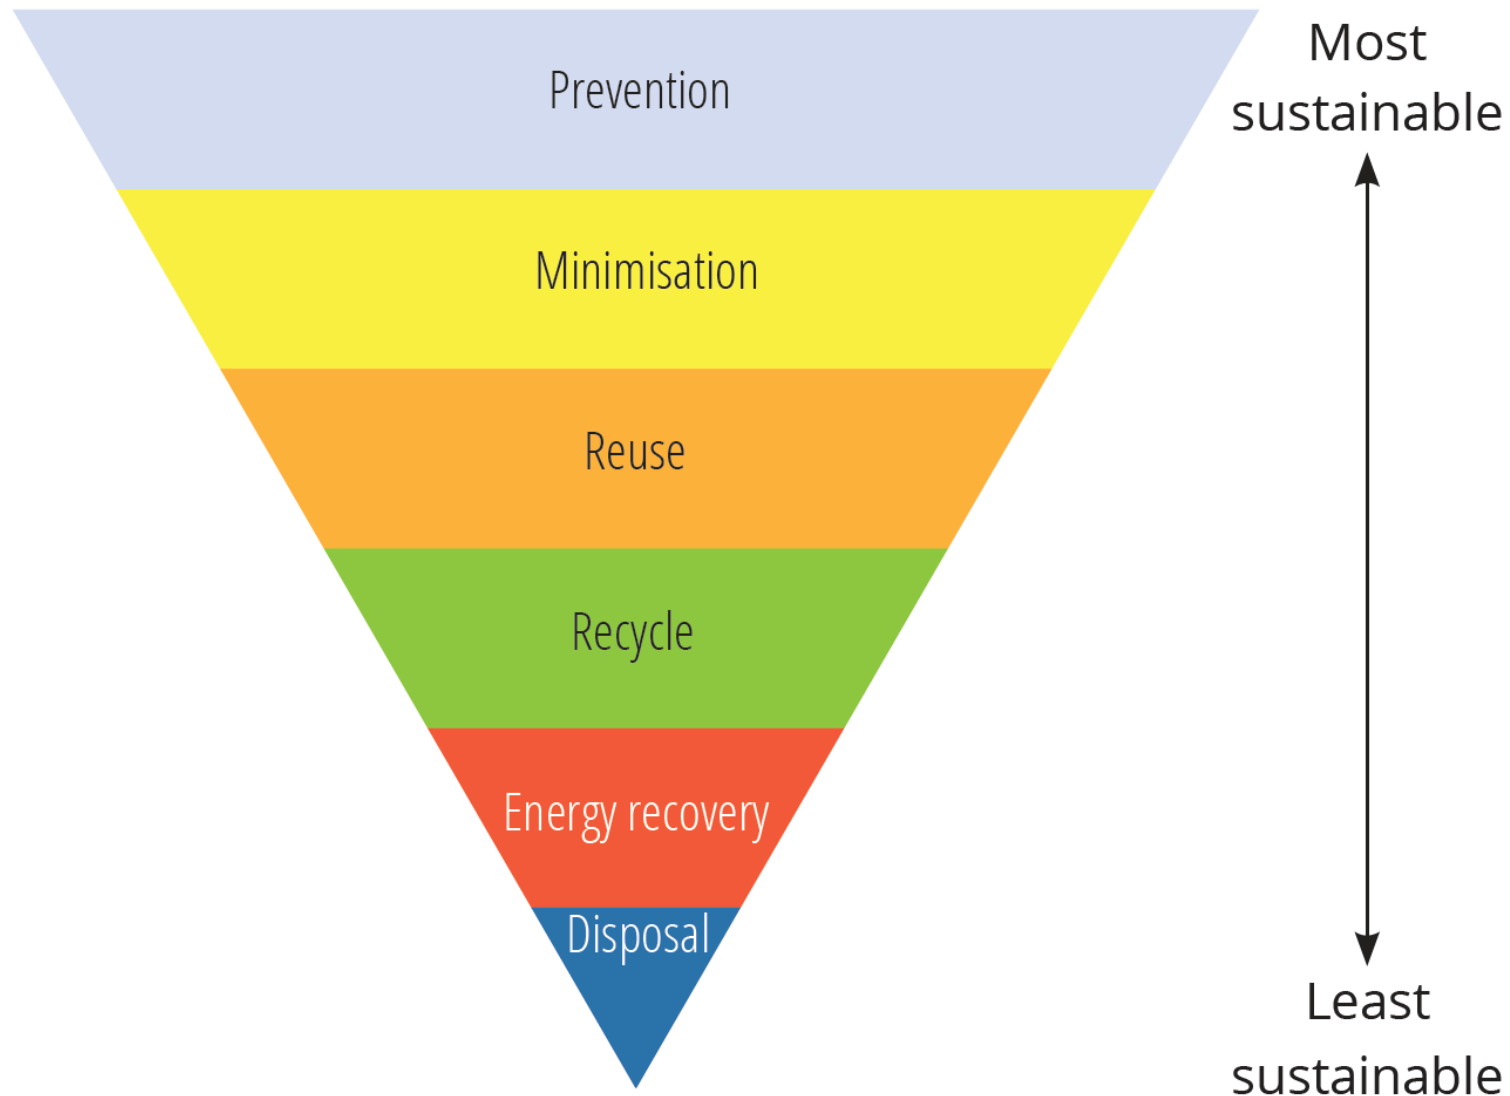 Prevention
Most
sustainable
Minimisation
Reuse
Recycle
Energy recovery
Disposal
Least
sustainable